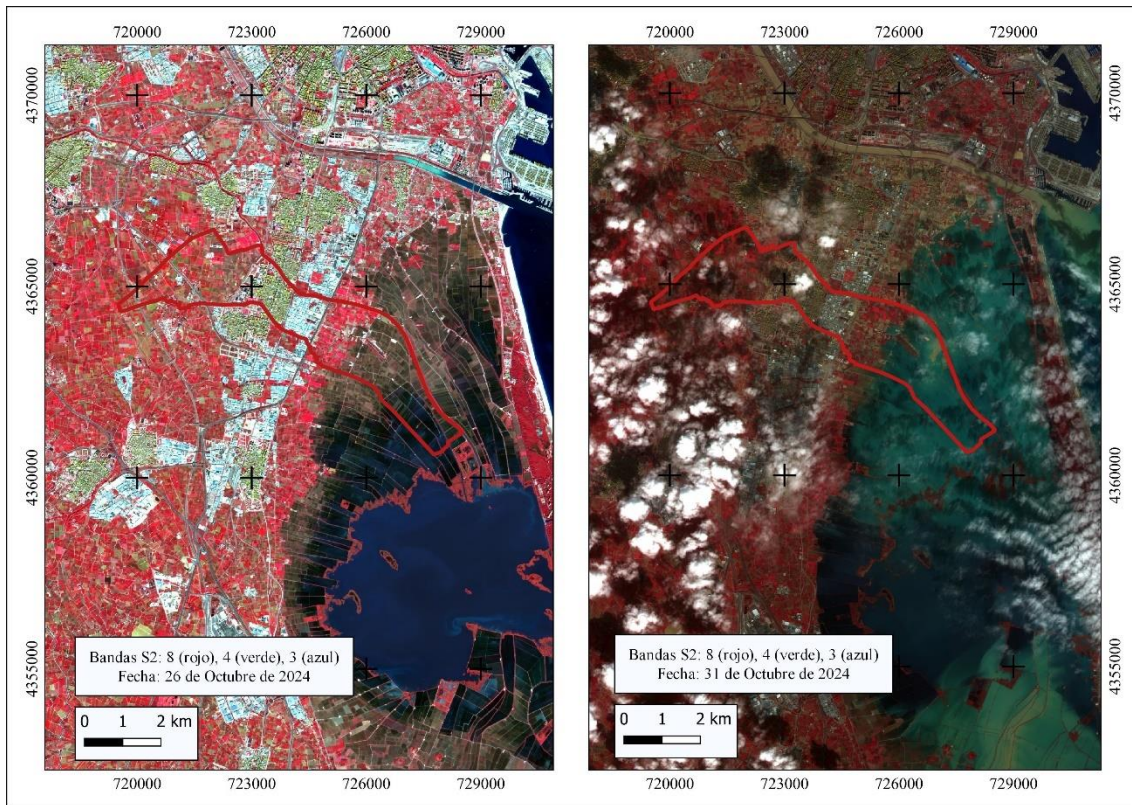 720000 723000 726000 729000
720000 723000 726000 729000
4370000
4365000
4360000
4355000
4370000
4365000
4360000
4355000
Bandas S2: 8 (rojo), 4 (verde), 3 (azul)
Fecha: 26 de Octubre de 2024
0 1 2 km
Bandas S2: 8 (rojo), 4 (verde), 3 (azul)
Fecha: 31 de Octubre de 2024
0 1 2 km
720000 723000 726000 729000
720000 723000 726000 729000